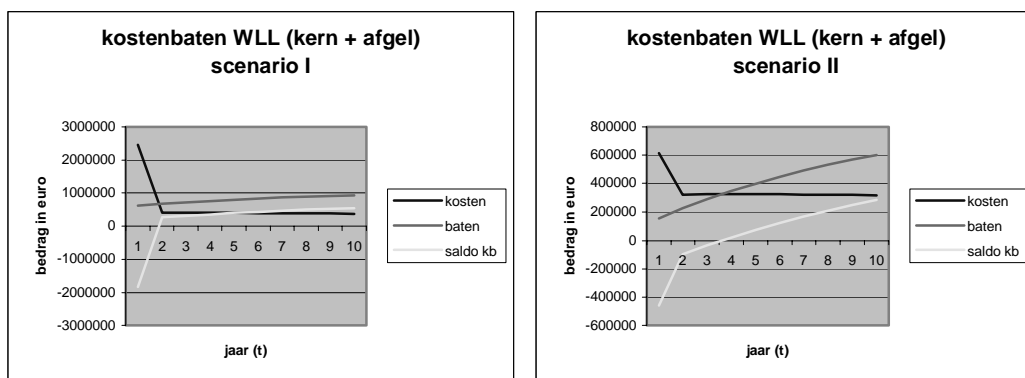 kostenbaten WLL (kern + afgel)
scenario I
3000000
2000000
1000000
0
-1000000
-2000000
-3000000
1 2 3 4 5 6 7 8 9 10
bedrag in euro
jaar (t)
kosten
baten
saldo kb
kostenbaten WLL (kern + afgel)
scenario II
800000
600000
400000
200000
0
-200000
-400000
-600000
1 2 3 4 5 6 7 8 9 10
bedrag in euro
jaar (t)
kosten
baten
saldo kb